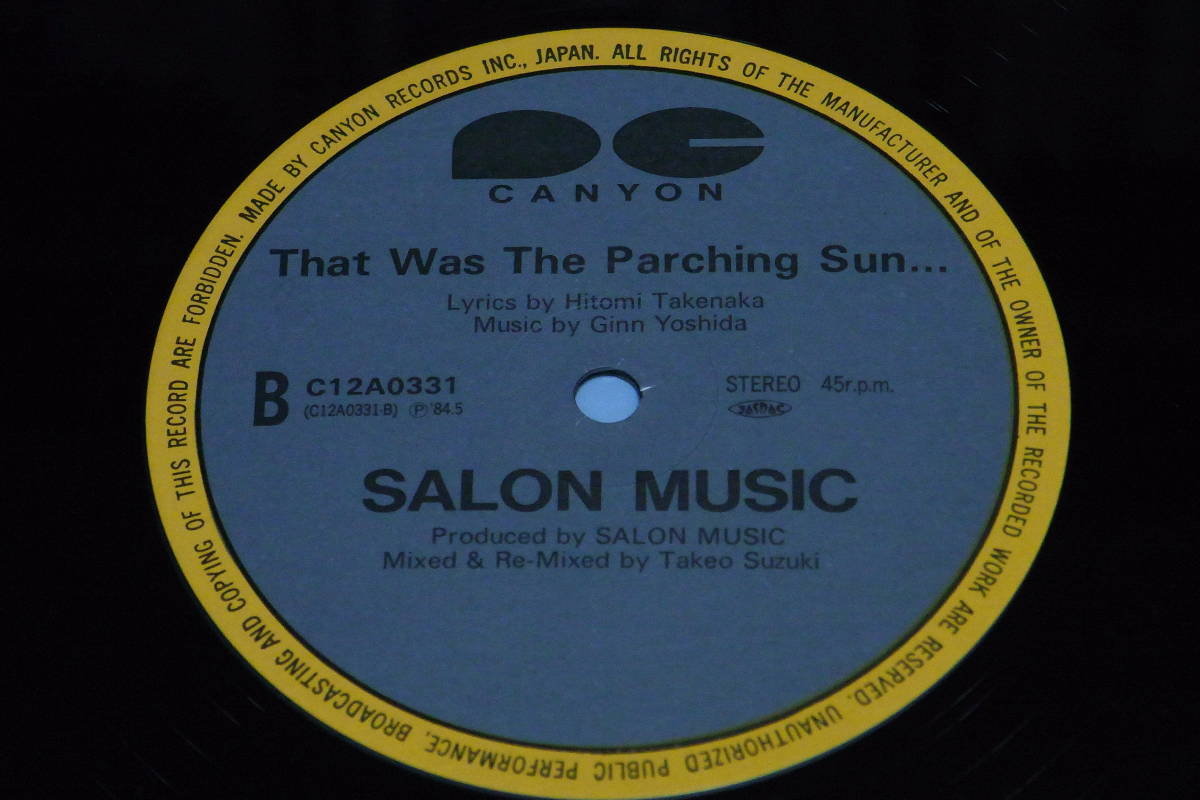 MADE BY CANYON RECORDS INC., JAPAN. ALL RIGHTS OF THE MANUFACTURER AND OF THE OWNER OF THE RECORDED WORK ARE RESERVED. UNAUTHORIZED PUBLIC PERFORMANCE, BROADCASTING AND COPYING OF THIS RECORD ARE FORBIDDEN.
CANYON
That Was The Parching Sun...
Lyrics by Hitomi Takenaka
Music by Ginn Yoshida
B C12A0331 STEREO 45r.p.m.
(C12A0331-B) Ⓟ'84.5 JASRAC
SALON MUSIC
Produced by SALON MUSIC
Mixed & Re-Mixed by Takeo Suzuki